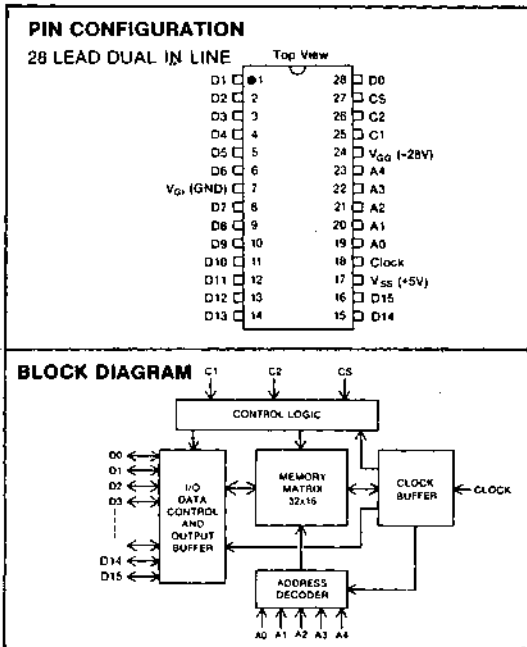 PIN CONFIGURATION
28 LEAD DUAL IN LINE
Top View
D1 1 28 D0
D2 2 27 CS
D3 3 26 C2
D4 4 25 C1
D5 5 24 VGG (-28V)
D6 6 23 A4
VGI (GND) 7 22 A3
D7 8 21 A2
D8 9 20 A1
D9 10 19 A0
D10 11 18 Clock
D11 12 17 VSS (+5V)
D12 13 16 D15
D13 14 15 D14
BLOCK DIAGRAM
C1 C2 CS
CONTROL LOGIC
D0
D1
D2
D3
D14
D15
I/O
DATA
CONTROL
AND
OUTPUT
BUFFER
MEMORY
MATRIX
32x16
CLOCK
BUFFER
CLOCK
ADDRESS
DECODER
A0 A1 A2 A3 A4